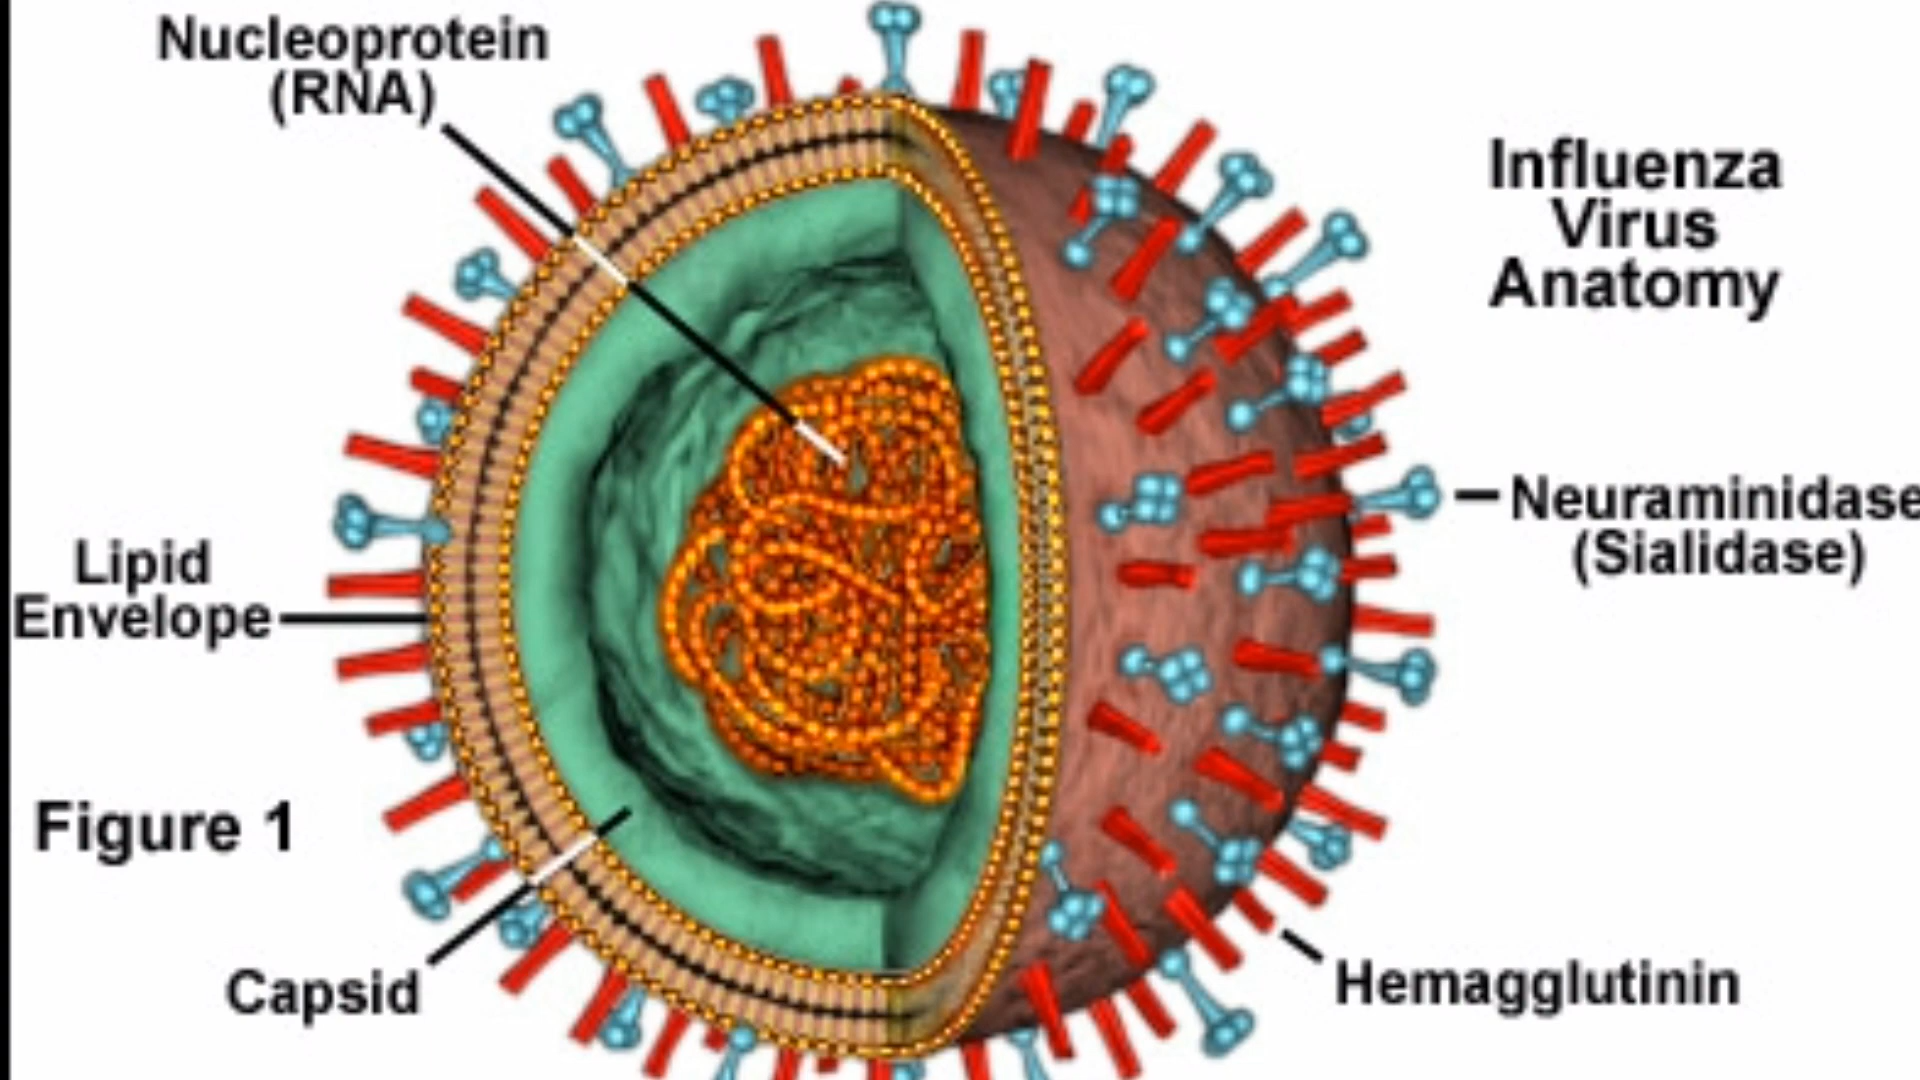 Nucleoprotein
(RNA)
Influenza
Virus
Anatomy
Neuraminidase
(Sialidase)
Lipid
Envelope
Figure 1
Capsid
Hemagglutinin